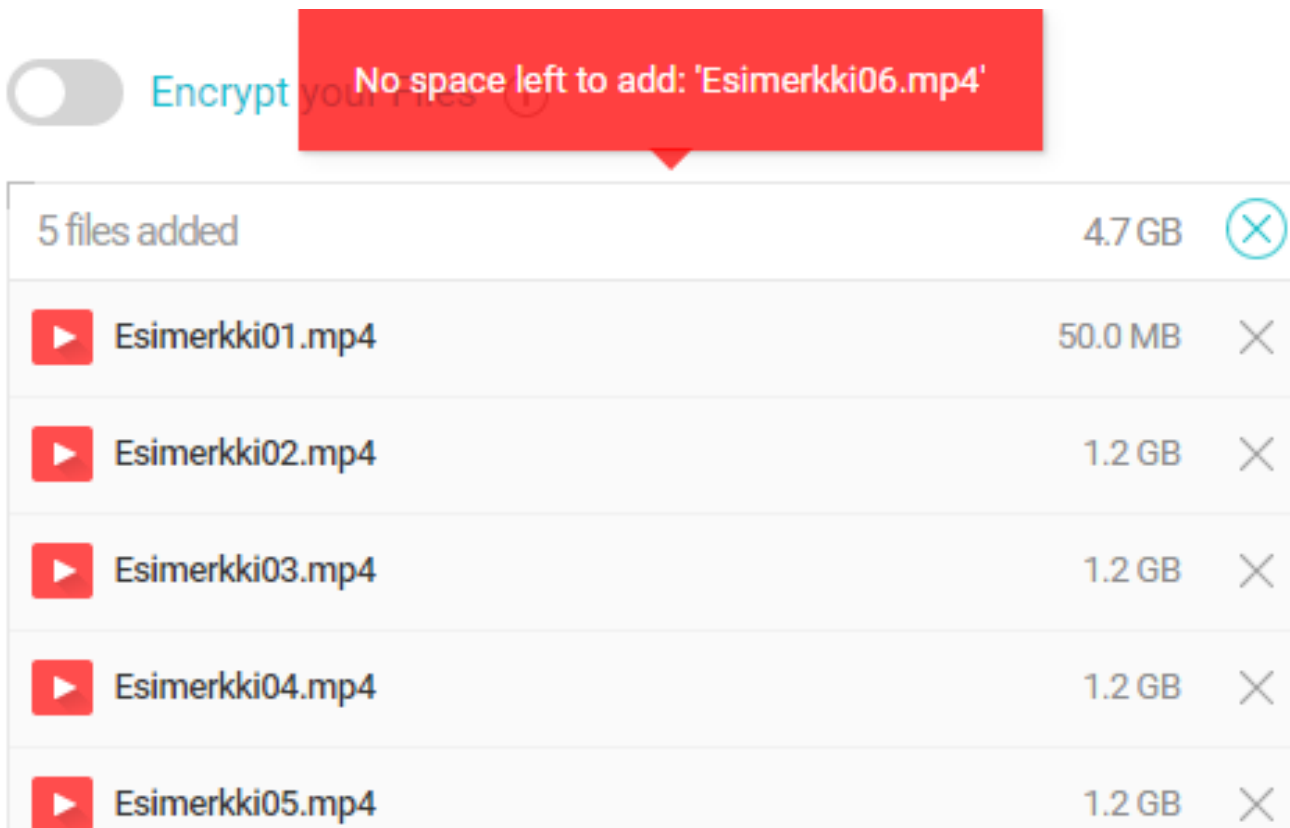 No space left to add: 'Esimerkki06.mp4'
Encrypt your Files
5 files added 4.7 GB
Esimerkki01.mp4 50.0 MB
Esimerkki02.mp4 1.2 GB
Esimerkki03.mp4 1.2 GB
Esimerkki04.mp4 1.2 GB
Esimerkki05.mp4 1.2 GB